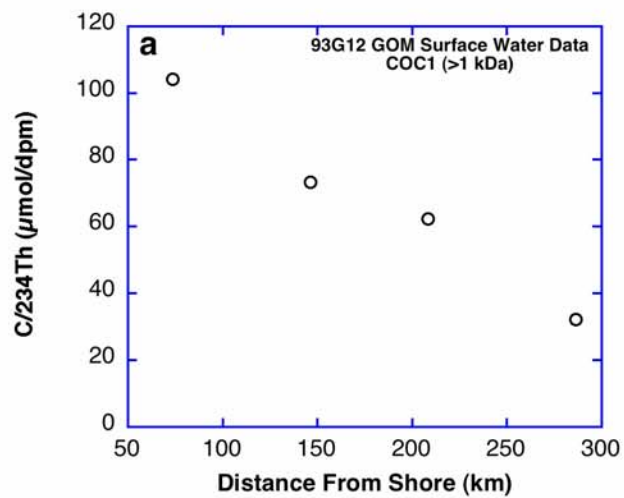 a
93G12 GOM Surface Water Data
COC1 (>1 kDa)
120
100
80
60
40
20
0
C/234Th (µmol/dpm)
50 100 150 200 250 300
Distance From Shore (km)